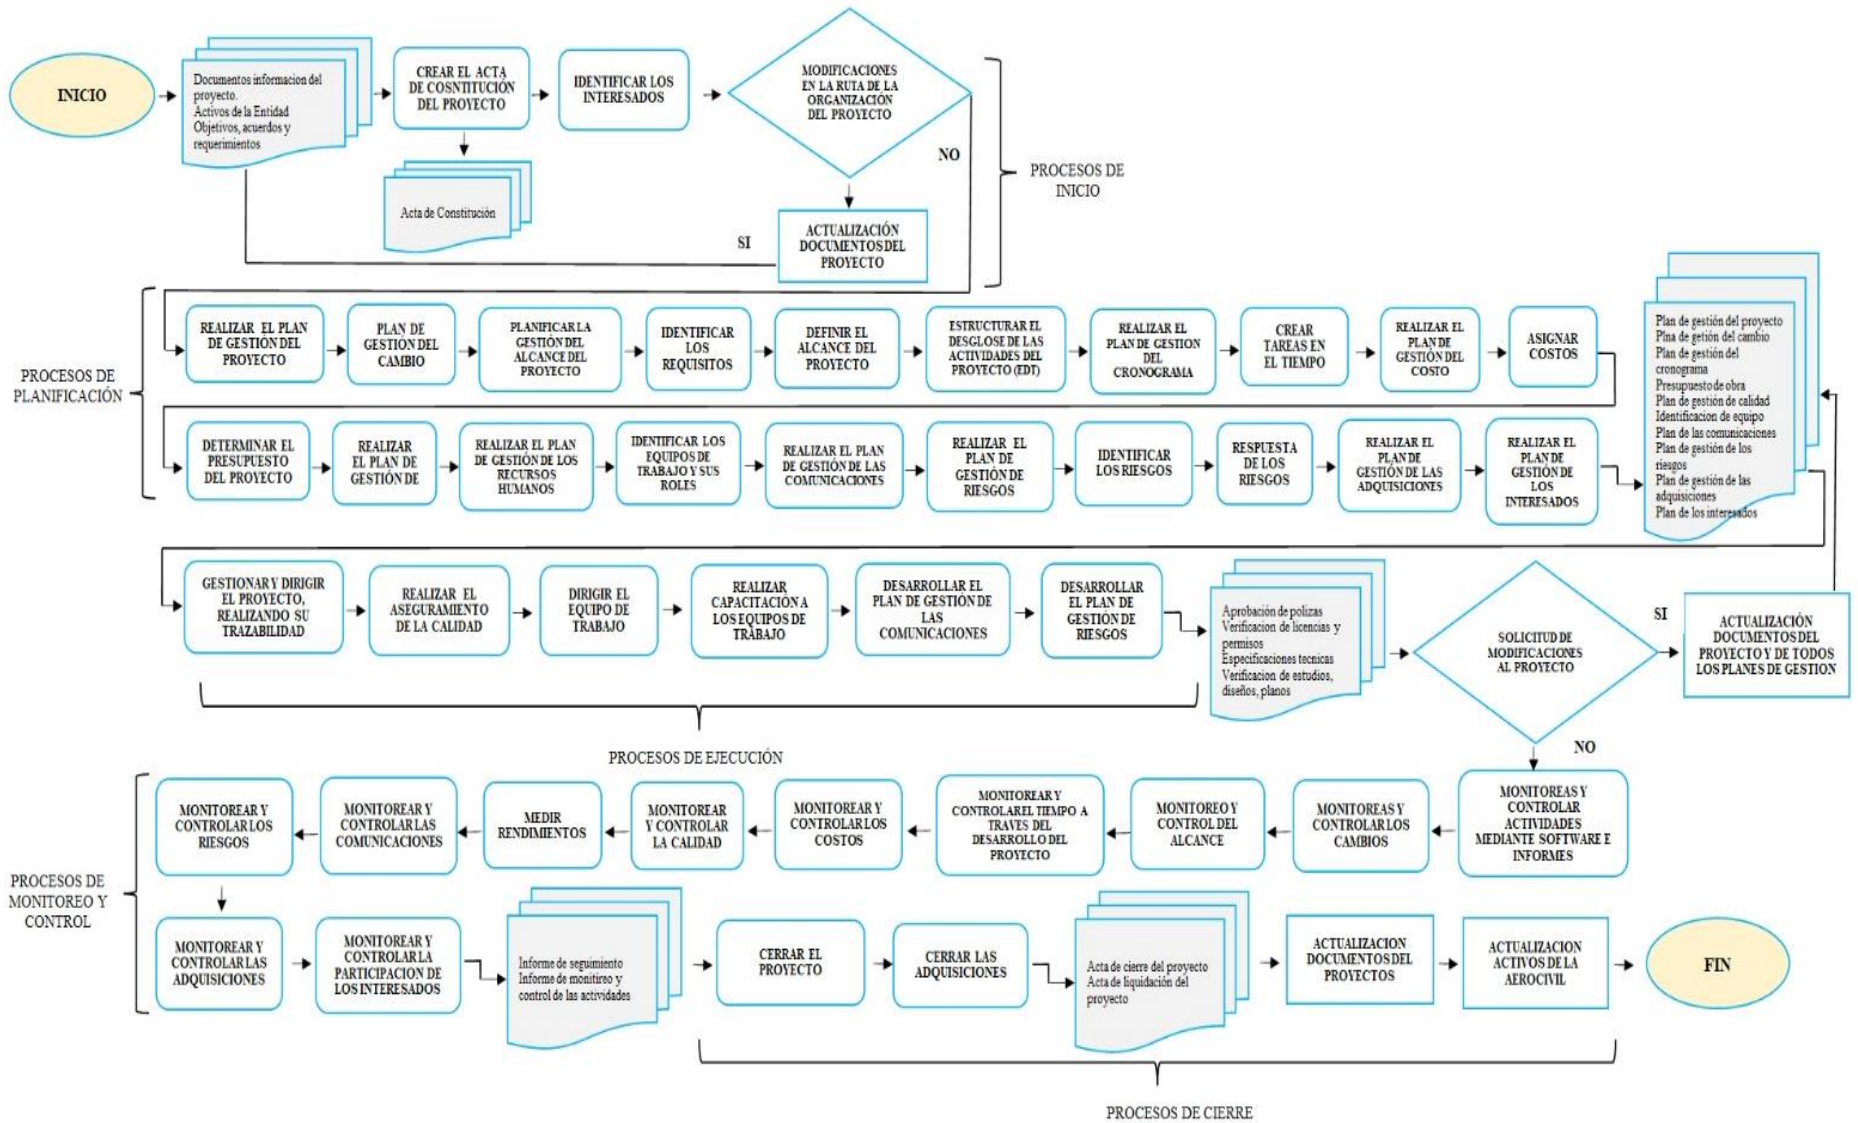 INICIO
Documentos informacion del
proyecto.
Activos de la Entidad
Objetivos, acuerdos y
requerimientos
CREAR EL ACTA
DE COSNTITUCIÓN
DEL PROYECTO
Acta de Constitución
IDENTIFICAR LOS
INTERESADOS
MODIFICACIONES
EN LA RUTA DE LA
ORGANIZACIÓN
DEL PROYECTO
NO
ACTUALIZACIÓN
DOCUMENTOS DEL
PROYECTO
SI
PROCESOS DE
INICIO
PROCESOS DE
PLANIFICACIÓN
REALIZAR EL PLAN
DE GESTIÓN DEL
PROYECTO
PLAN DE
GESTIÓN DEL
CAMBIO
PLANIFICAR LA
GESTIÓN DEL
ALCANCE DEL
PROYECTO
IDENTIFICAR
LOS
REQUISITOS
DEFINIR EL
ALCANCE DEL
PROYECTO
ESTRUCTURAR EL
DESGLOSE DE LAS
ACTIVIDADES DEL
PROYECTO (EDT)
REALIZAR EL
PLAN DE GESTION
DEL
CRONOGRAMA
CREAR
TAREAS EN
EL TIEMPO
REALIZAR EL
PLAN DE
GESTIÓN DEL
COSTO
ASIGNAR
COSTOS
DETERMINAR EL
PRESUPUESTO
DEL PROYECTO
REALIZAR
EL PLAN DE
GESTIÓN DE
REALIZAR EL PLAN
DE GESTIÓN DE LOS
RECURSOS
HUMANOS
IDENTIFICAR LOS
EQUIPOS DE
TRABAJO Y SUS
ROLES
REALIZAR EL PLAN
DE GESTIÓN DE LAS
COMUNICACIONES
REALIZAR EL
PLAN DE
GESTIÓN DE
RIESGOS
IDENTIFICAR
LOS RIESGOS
RESPUESTA
DE LOS
RIESGOS
REALIZAR EL
PLAN DE
GESTIÓN DE LAS
ADQUISICIONES
REALIZAR EL
PLAN DE
GESTIÓN DE
LOS
INTERESADOS
Plan de gestión del proyecto
Plna de getión del cambio
Plan de gestión del
cronograma
Presupuesto de obra
Plan de gestión de calidad
Identificacion de equipo
Plan de las comunicaciones
Plan de gestión de los
riesgos
Plan de gestión de las
adquisiciones
Plan de los interesados
GESTIONAR Y DIRIGIR
EL PROYECTO,
REALIZANDO SU
TRAZABILIDAD
REALIZAR EL
ASEGURAMIENTO
DE LA CALIDAD
DIRIGIR EL
EQUIPO DE
TRABAJO
REALIZAR
CAPACITACIÓN A
LOS EQUIPOS DE
TRABAJO
DESARROLLAR EL
PLAN DE GESTIÓN DE
LAS
COMUNICACIONES
DESARROLLAR
EL PLAN DE
GESTIÓN DE
RIESGOS
Aprobación de polizas
Verificacion de licencias y
permisos
Especificaciones tecnicas
Verificacion de estudios,
diseños, planos
SOLICITUD DE
MODIFICACIONES
AL PROYECTO
SI
ACTUALIZACIÓN
DOCUMENTOS DEL
PROYECTO Y DE TODOS
LOS PLANES DE GESTION
NO
PROCESOS DE EJECUCIÓN
PROCESOS DE
MONITOREO Y
CONTROL
MONITOREAR Y
CONTROLAR LOS
RIESGOS
MONITOREAR Y
CONTROLAR LAS
COMUNICACIONES
MEDIR
RENDIMIENTOS
MONITOREAR
Y CONTROLAR
LA CALIDAD
MONITOREAS Y
CONTROLAR LOS
COSTOS
MONITOREAR Y
CONTROLAREL TIEMPO A
TRAVES DEL
DESARROLLO DEL
PROYECTO
MONITOREO Y
CONTROL DEL
ALCANCE
MONITOREAS Y
CONTROLAR LOS
CAMBIOS
MONITOREAS Y
CONTROLAR
ACTIVIDADES
MEDIANTE SOFTWARE E
INFORMES
MONITOREAR Y
CONTROLAR LAS
ADQUISICIONES
MONITOREAR Y
CONTROLAR LA
PARTICIPACION DE
LOS INTERESADOS
Informe de seguimiento
Informe de monitireo y
control de las actividades
CERRAR EL
PROYECTO
CERRAR LAS
ADQUISICIONES
Acta de cierre del proyecto
Acta de liquidación del
proyecto
ACTUALIZACION
DOCUMENTOS DEL
PROYECTOS
ACTUALIZACION
ACTIVOS DE LA
AEROCIVIL
FIN
PROCESOS DE CIERRE